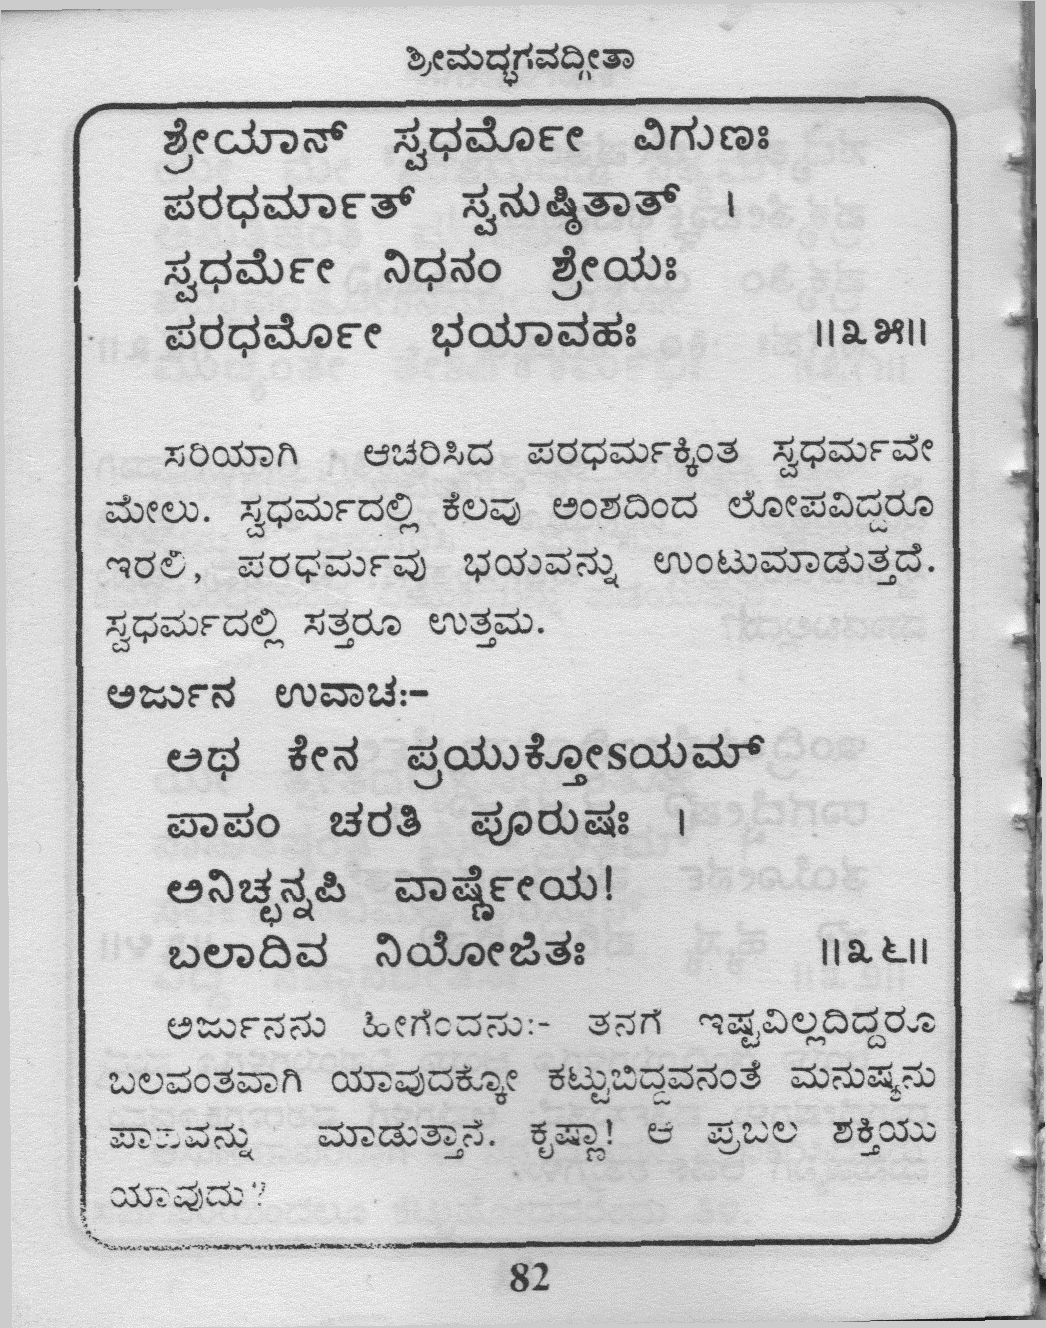 ಶ್ರೀಮದ್ಭಗವದ್ಗೀತಾ
ಶ್ರೇಯಾನ್ ಸ್ವಧರ್ಮೋ ವಿಗುಣಃ
ಪರಧರ್ಮಾತ್ ಸ್ವನುಷ್ಠಿತಾತ್ ।
ಸ್ವಧರ್ಮೇ ನಿಧನಂ ಶ್ರೇಯಃ
ಪರಧರ್ಮೋ ಭಯಾವಹಃ ॥೩೫॥
ಸರಿಯಾಗಿ ಆಚರಿಸಿದ ಪರಧರ್ಮಕ್ಕಿಂತ ಸ್ವಧರ್ಮವೇ
ಮೇಲು. ಸ್ವಧರ್ಮದಲ್ಲಿ ಕೆಲವು ಅಂಶದಿಂದ ಲೋಪವಿದ್ದರೂ
ಇರಲಿ, ಪರಧರ್ಮವು ಭಯವನ್ನು ಉಂಟುಮಾಡುತ್ತದೆ.
ಸ್ವಧರ್ಮದಲ್ಲಿ ಸತ್ತರೂ ಉತ್ತಮ.
ಅರ್ಜುನ ಉವಾಚ:-
ಅಥ ಕೇನ ಪ್ರಯುಕ್ತೋಽಯಮ್
ಪಾಪಂ ಚರತಿ ಪೂರುಷಃ ।
ಅನಿಚ್ಛನ್ನಪಿ ವಾರ್ಷ್ಣೇಯ!
ಬಲಾದಿವ ನಿಯೋಜಿತಃ ॥೩೬॥
ಅರ್ಜುನನು ಹೀಗೆಂದನು:- ತನಗೆ ಇಷ್ಟವಿಲ್ಲದಿದ್ದರೂ
ಬಲವಂತವಾಗಿ ಯಾವುದಕ್ಕೋ ಕಟ್ಟುಬಿದ್ದವನಂತೆ ಮನುಷ್ಯನು
ಪಾಪವನ್ನು ಮಾಡುತ್ತಾನೆ. ಕೃಷ್ಣಾ! ಆ ಪ್ರಬಲ ಶಕ್ತಿಯು
ಯಾವುದು?
82